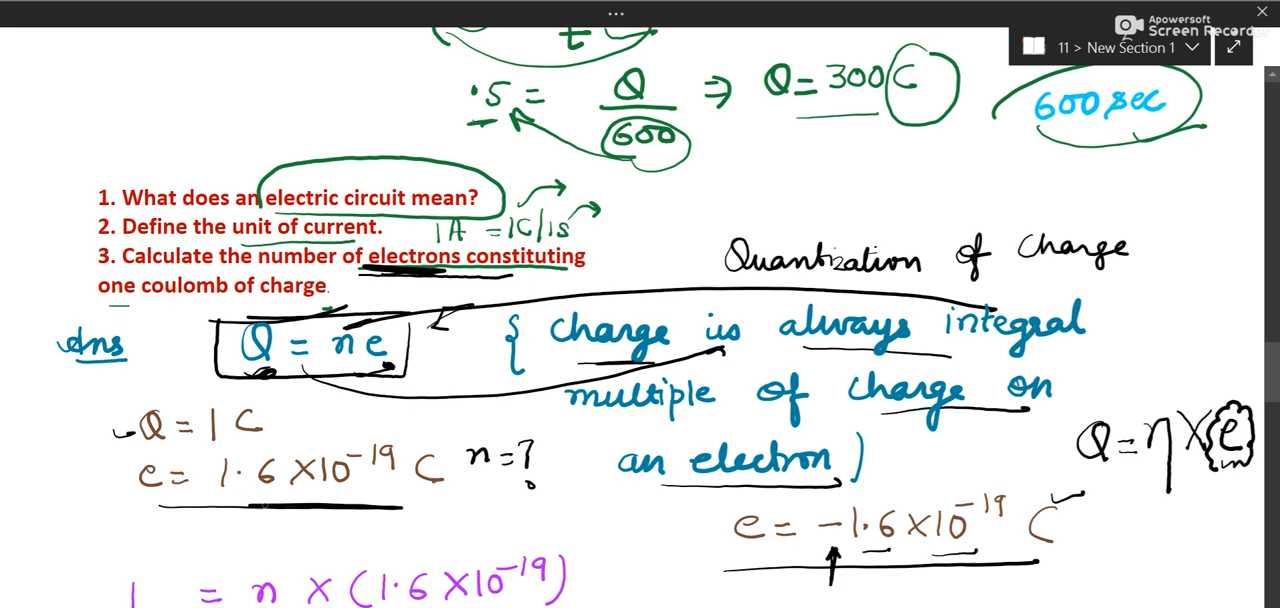 Apowersoft
Screen Recorder
11 > New Section 1
t
.5 = Q / 600 ⇒ Q = 300 C
600 sec
1. What does an electric circuit mean?
2. Define the unit of current.
1A = 1C/1s
3. Calculate the number of electrons constituting
one coulomb of charge.
Quantization of charge
Ans
Q = ne
{ charge is always integral
multiple of charge on
an electron )
Q = 1 C
e = 1.6 × 10⁻¹⁹ C
n = ?
Q = n × e
e = -1.6 × 10⁻¹⁹ C
1 = n × (1.6 × 10⁻¹⁹)